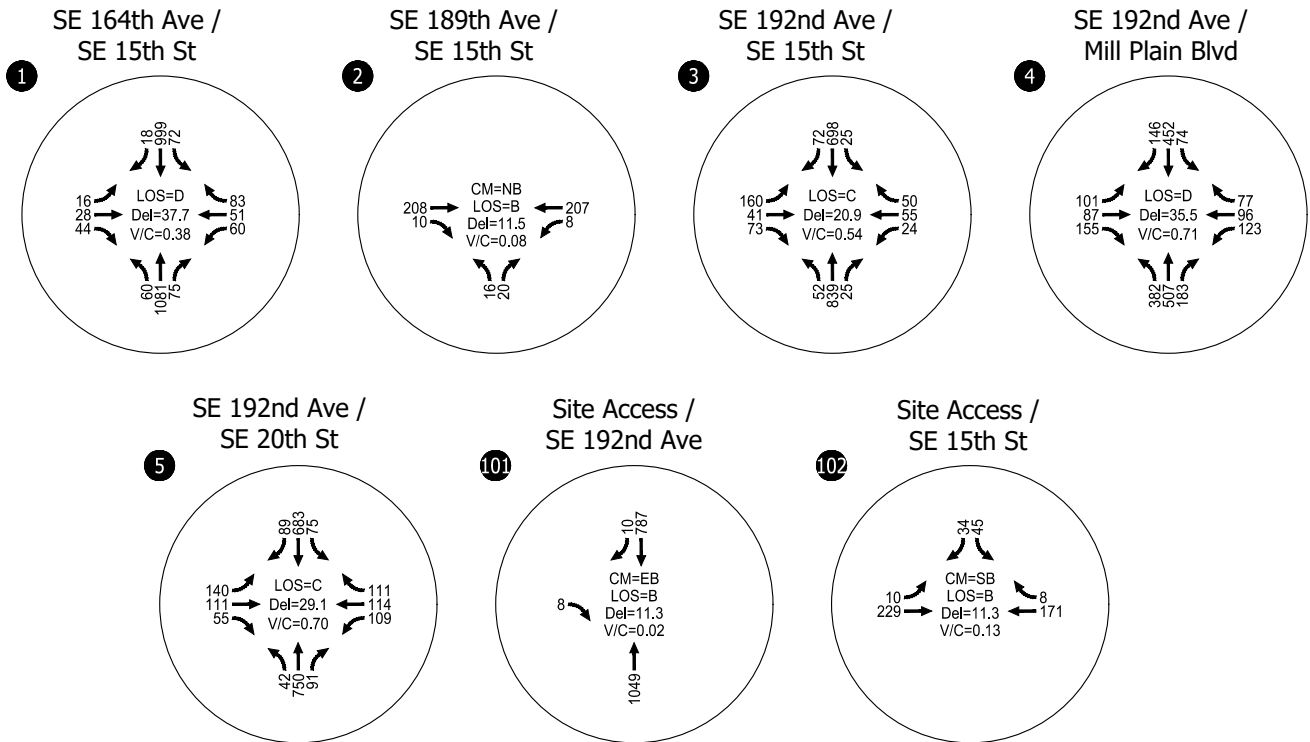 SE 164th Ave /
SE 15th St
1
18
999
72
16
28
44
LOS=D
Del=37.7
V/C=0.38
83
51
60
60
1081
75
SE 189th Ave /
SE 15th St
2
208
10
CM=NB
LOS=B
Del=11.5
V/C=0.08
207
8
16
20
SE 192nd Ave /
SE 15th St
3
72
698
25
160
41
73
LOS=C
Del=20.9
V/C=0.54
50
55
24
52
839
25
SE 192nd Ave /
Mill Plain Blvd
4
146
452
74
101
87
155
LOS=D
Del=35.5
V/C=0.71
77
96
123
382
507
183
SE 192nd Ave /
SE 20th St
5
89
683
75
140
111
55
LOS=C
Del=29.1
V/C=0.70
111
114
109
42
750
91
Site Access /
SE 192nd Ave
101
10
787
8
CM=EB
LOS=B
Del=11.3
V/C=0.02
1049
Site Access /
SE 15th St
102
34
45
10
229
CM=SB
LOS=B
Del=11.3
V/C=0.13
8
171